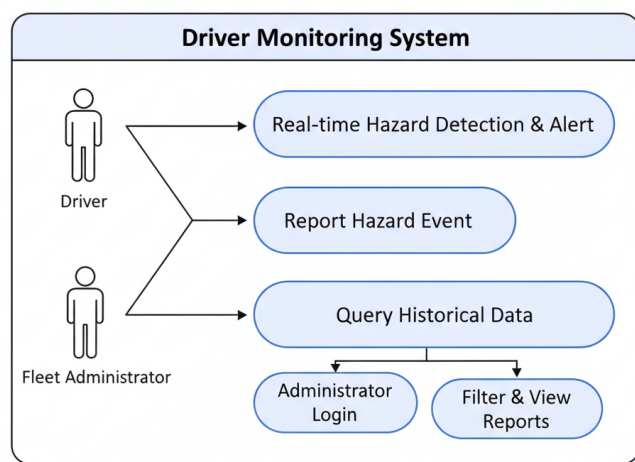 Driver Monitoring System
Real-time Hazard Detection & Alert
Driver
Report Hazard Event
Query Historical Data
Fleet Administrator
Administrator
Login
Filter & View
Reports